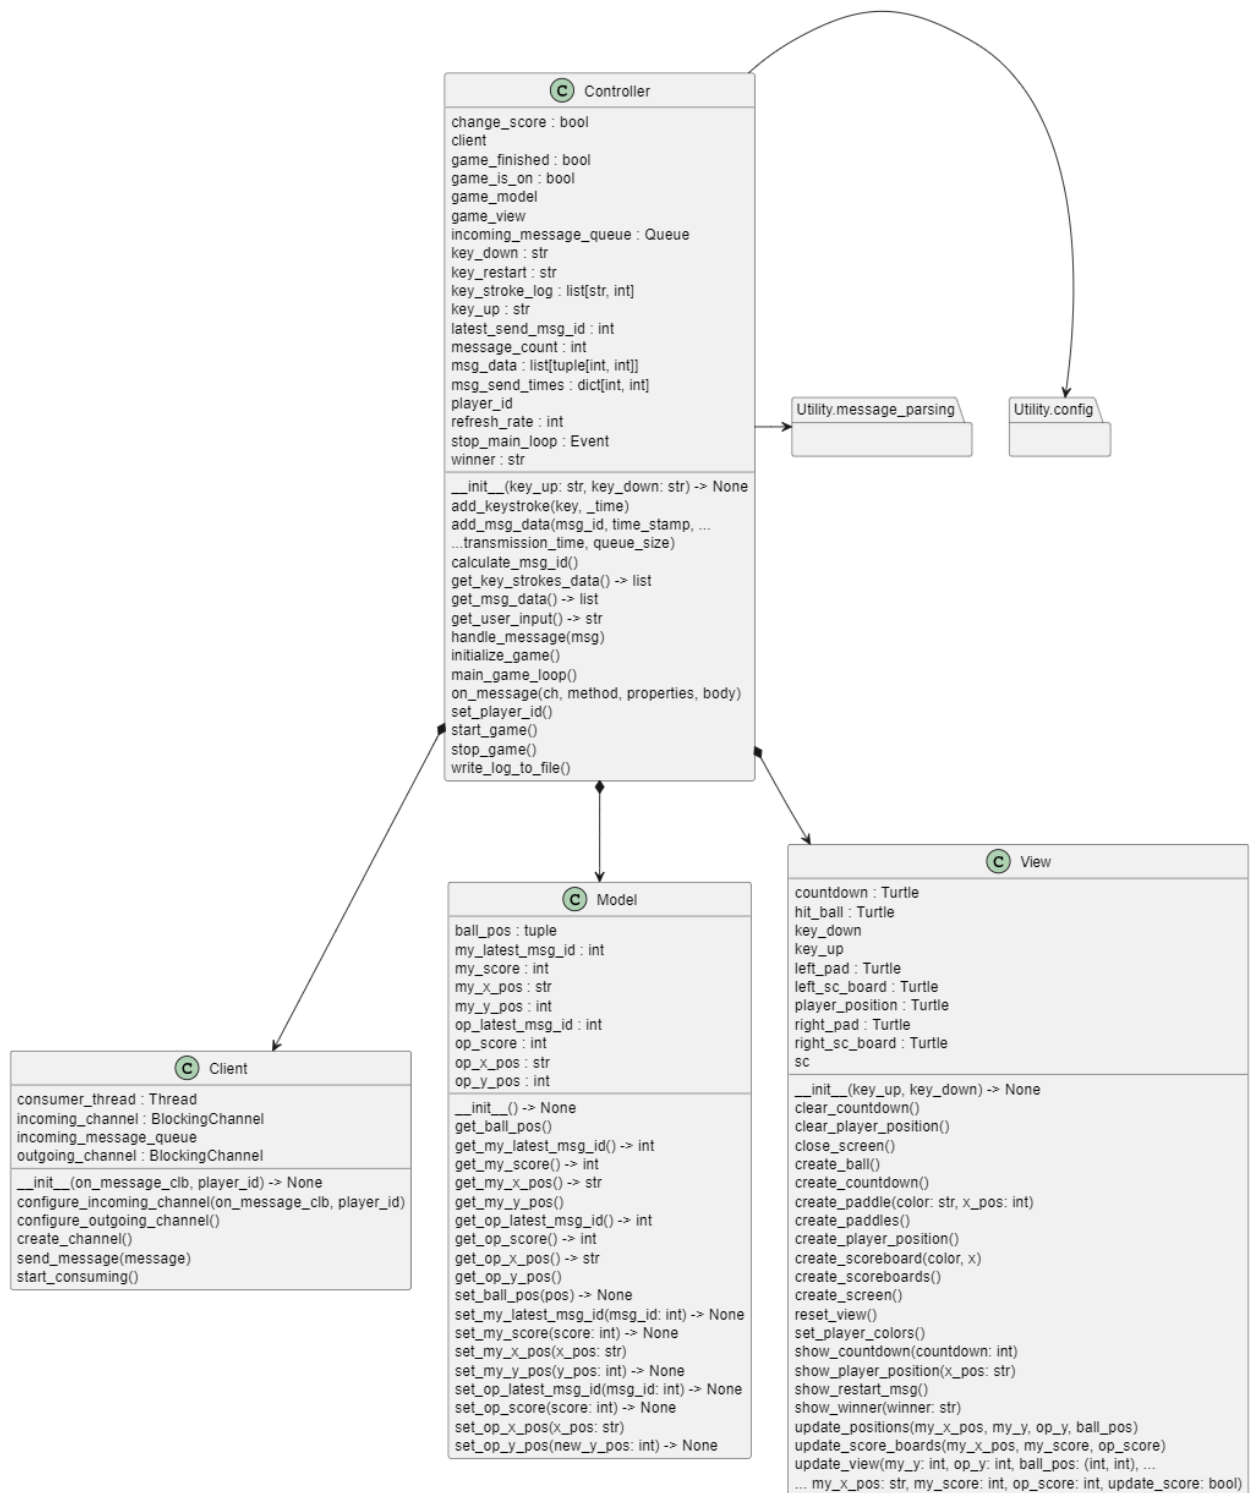 C Controller
change_score : bool
client
game_finished : bool
game_is_on : bool
game_model
game_view
incoming_message_queue : Queue
key_down : str
key_restart : str
key_stroke_log : list[str, int]
key_up : str
latest_send_msg_id : int
message_count : int
msg_data : list[tuple[int, int]]
msg_send_times : dict[int, int]
player_id
refresh_rate : int
stop_main_loop : Event
winner : str
__init__(key_up: str, key_down: str) -> None
add_keystroke(key, _time)
add_msg_data(msg_id, time_stamp, ...
...transmission_time, queue_size)
calculate_msg_id()
get_key_strokes_data() -> list
get_msg_data() -> list
get_user_input() -> str
handle_message(msg)
initialize_game()
main_game_loop()
on_message(ch, method, properties, body)
set_player_id()
start_game()
stop_game()
write_log_to_file()
Utility.message_parsing
Utility.config
C Client
consumer_thread : Thread
incoming_channel : BlockingChannel
incoming_message_queue
outgoing_channel : BlockingChannel
__init__(on_message_clb, player_id) -> None
configure_incoming_channel(on_message_clb, player_id)
configure_outgoing_channel()
create_channel()
send_message(message)
start_consuming()
C Model
ball_pos : tuple
my_latest_msg_id : int
my_score : int
my_x_pos : str
my_y_pos : int
op_latest_msg_id : int
op_score : int
op_x_pos : str
op_y_pos : int
__init__() -> None
get_ball_pos()
get_my_latest_msg_id() -> int
get_my_score() -> int
get_my_x_pos() -> str
get_my_y_pos()
get_op_latest_msg_id() -> int
get_op_score() -> int
get_op_x_pos() -> str
get_op_y_pos()
set_ball_pos(pos) -> None
set_my_latest_msg_id(msg_id: int) -> None
set_my_score(score: int) -> None
set_my_x_pos(x_pos: str)
set_my_y_pos(y_pos: int) -> None
set_op_latest_msg_id(msg_id: int) -> None
set_op_score(score: int) -> None
set_op_x_pos(x_pos: str)
set_op_y_pos(new_y_pos: int) -> None
C View
countdown : Turtle
hit_ball : Turtle
key_down
key_up
left_pad : Turtle
left_sc_board : Turtle
player_position : Turtle
right_pad : Turtle
right_sc_board : Turtle
sc
__init__(key_up, key_down) -> None
clear_countdown()
clear_player_position()
close_screen()
create_ball()
create_countdown()
create_paddle(color: str, x_pos: int)
create_paddles()
create_player_position()
create_scoreboard(color, x)
create_scoreboards()
create_screen()
reset_view()
set_player_colors()
show_countdown(countdown: int)
show_player_position(x_pos: str)
show_restart_msg()
show_winner(winner: str)
update_positions(my_x_pos, my_y, op_y, ball_pos)
update_score_boards(my_x_pos, my_score, op_score)
update_view(my_y: int, op_y: int, ball_pos: (int, int), ...
... my_x_pos: str, my_score: int, op_score: int, update_score: bool)